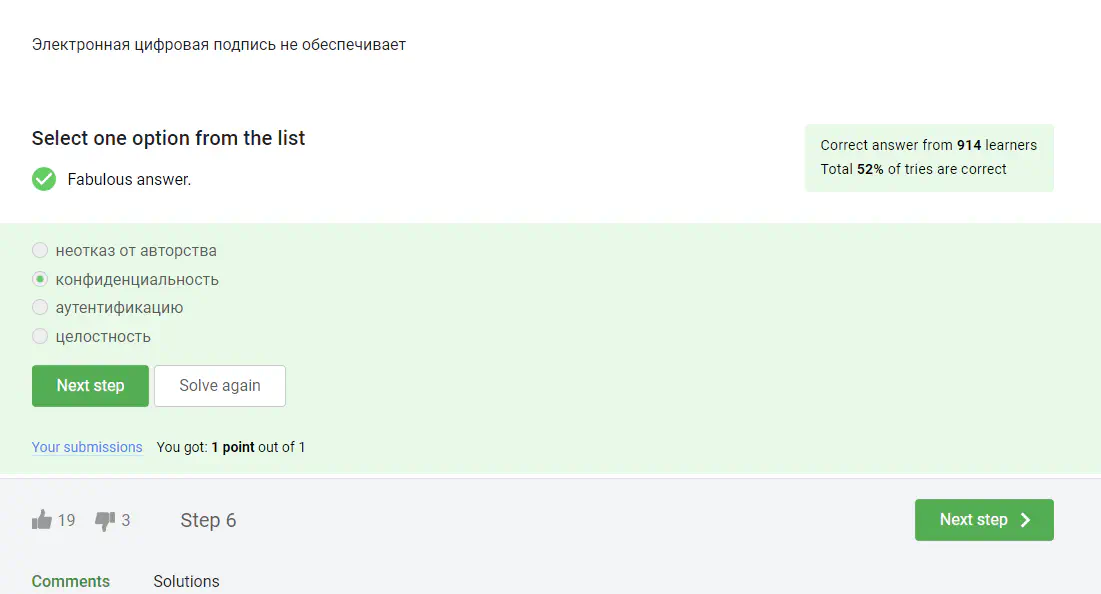 Электронная цифровая подпись не обеспечивает
Select one option from the list
Correct answer from 914 learners
Total 52% of tries are correct
Fabulous answer.
неотказ от авторства
конфиденциальность
аутентификацию
целостность
Next step
Solve again
Your submissions You got: 1 point out of 1
19 3 Step 6
Next step
Comments Solutions